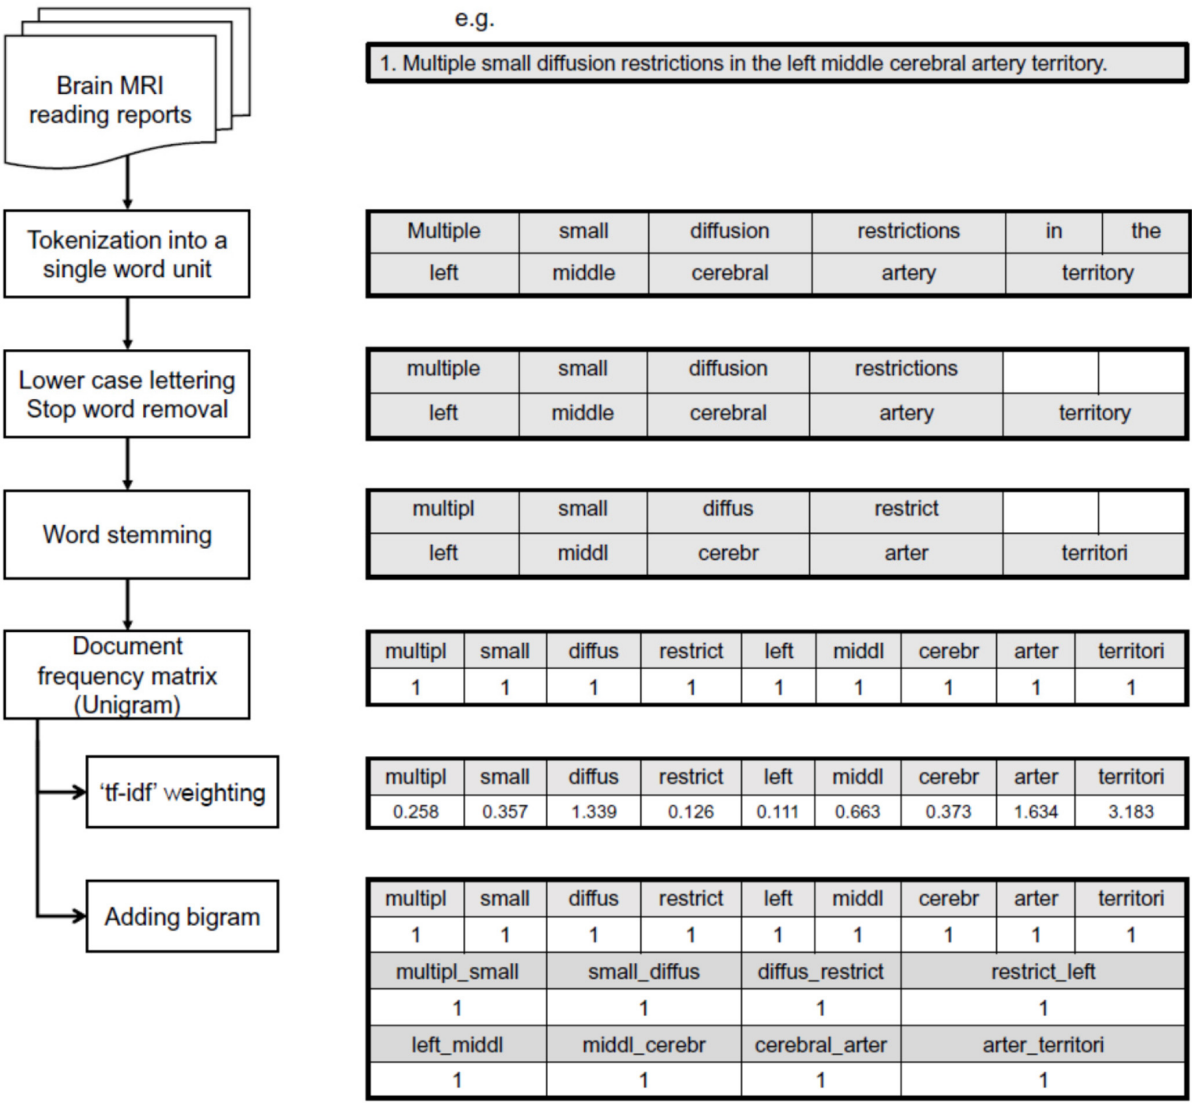 e.g.
Brain MRI
reading reports
1. Multiple small diffusion restrictions in the left middle cerebral artery territory.
Tokenization into a
single word unit
Multiple small diffusion restrictions in the
left middle cerebral artery territory
Lower case lettering
Stop word removal
multiple small diffusion restrictions
left middle cerebral artery territory
Word stemming
multipl small diffus restrict
left middl cerebr arter territori
Document
frequency matrix
(Unigram)
multipl small diffus restrict left middl cerebr arter territori
1 1 1 1 1 1 1 1 1
'tf-idf' weighting
multipl small diffus restrict left middl cerebr arter territori
0.258 0.357 1.339 0.126 0.111 0.663 0.373 1.634 3.183
Adding bigram
multipl small diffus restrict left middl cerebr arter territori
1 1 1 1 1 1 1 1 1
multipl_small small_diffus diffus_restrict restrict_left
1 1 1 1
left_middl middl_cerebr cerebral_arter arter_territori
1 1 1 1